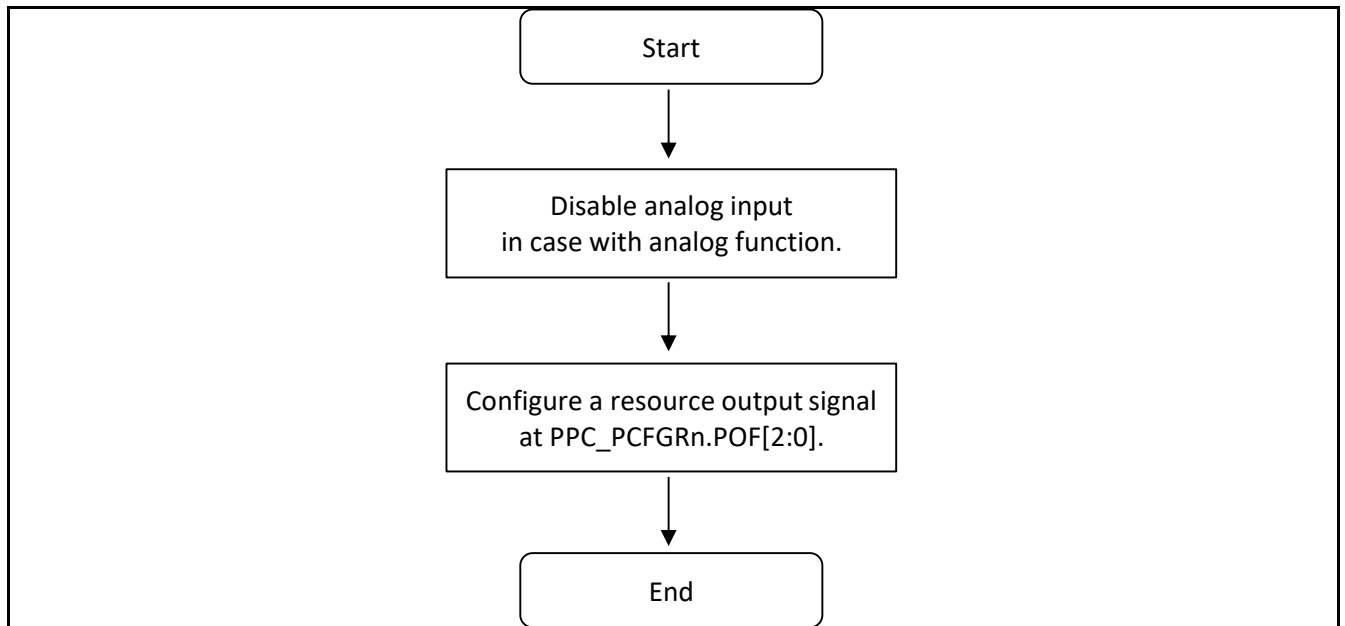 Start
Disable analog input
in case with analog function.
Configure a resource output signal
at PPC_PCFGRn.POF[2:0].
End